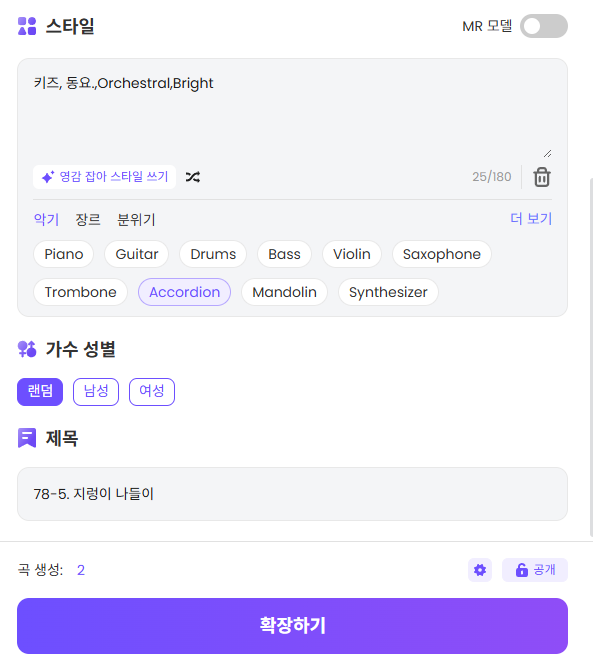 스타일
MR 모델
키즈, 동요.,Orchestral,Bright
영감 잡아 스타일 쓰기
25/180
악기 장르 분위기
더 보기
Piano Guitar Drums Bass Violin Saxophone
Trombone Accordion Mandolin Synthesizer
가수 성별
랜덤 남성 여성
제목
78-5. 지렁이 나들이
곡 생성: 2
공개
확장하기